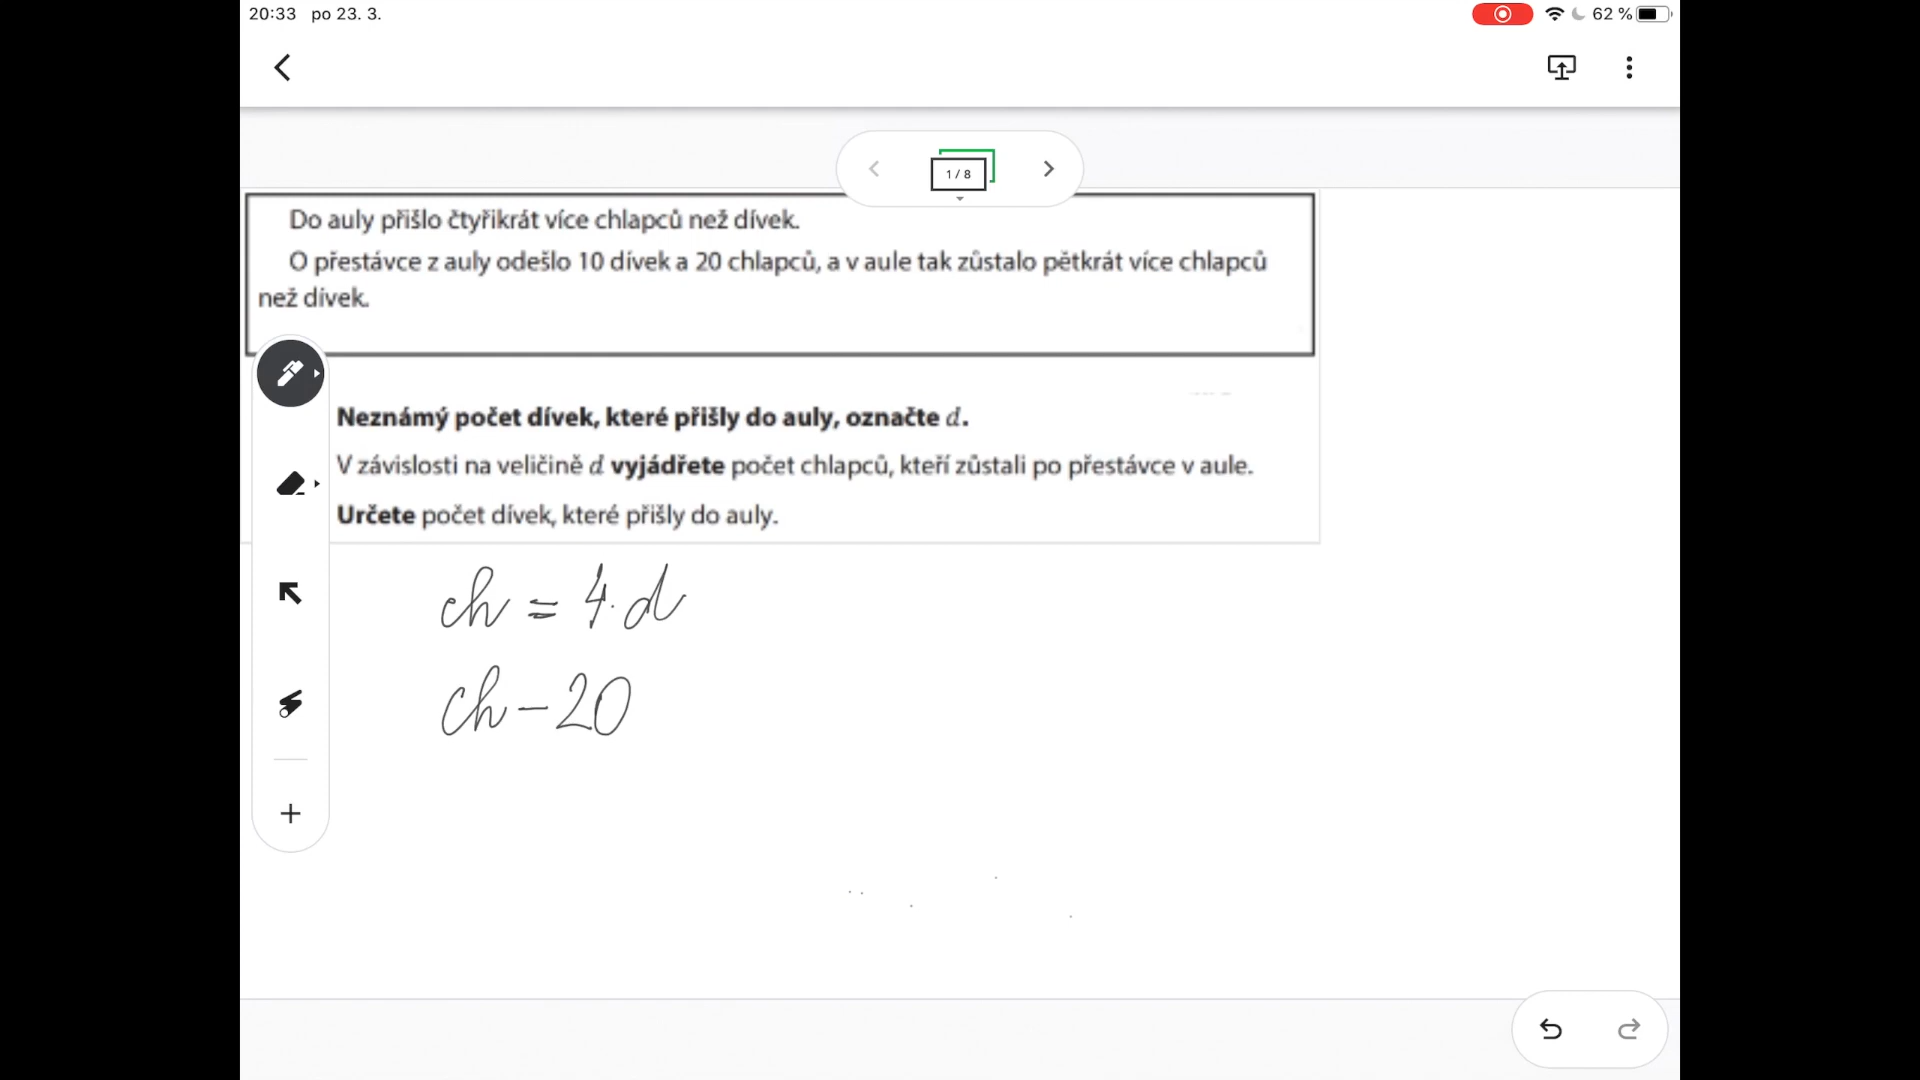 20:33 po 23. 3.
62 %
1 / 8
Do auly přišlo čtyřikrát více chlapců než dívek.
O přestávce z auly odešlo 10 dívek a 20 chlapců, a v aule tak zůstalo pětkrát více chlapců
než dívek.
Neznámý počet dívek, které přišly do auly, označte d.
V závislosti na veličině d vyjádřete počet chlapců, kteří zůstali po přestávce v aule.
Určete počet dívek, které přišly do auly.
ch = 4·d
ch – 20